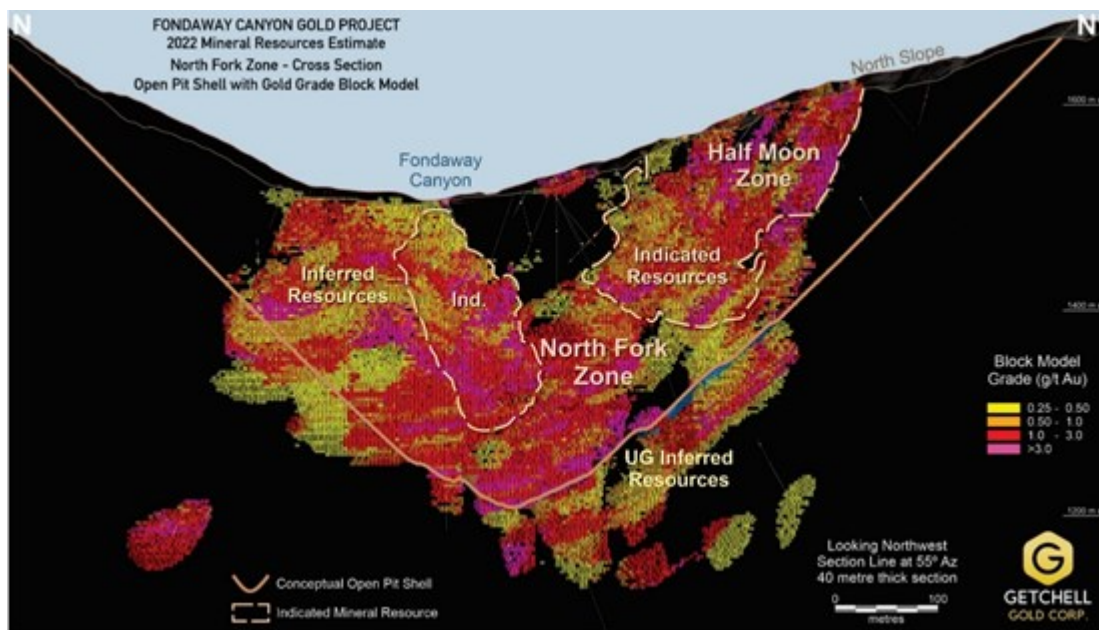 N
N
FONDAWAY CANYON GOLD PROJECT
2022 Mineral Resources Estimate
North Fork Zone - Cross Section
Open Pit Shell with Gold Grade Block Model
North Slope
1600 m
Fondaway
Canyon
Half Moon
Zone
Inferred
Resources
Ind.
Indicated
Resources
1400 m
North Fork
Zone
Block Model
Grade (g/t Au)
0.25 - 0.50
0.50 - 1.0
1.0 - 3.0
>3.0
UG Inferred
Resources
1200 m
Looking Northwest
Section Line at 55º Az
40 metre thick section
0 100
metres
Conceptual Open Pit Shell
Indicated Mineral Resource
G
GETCHELL
GOLD CORP.